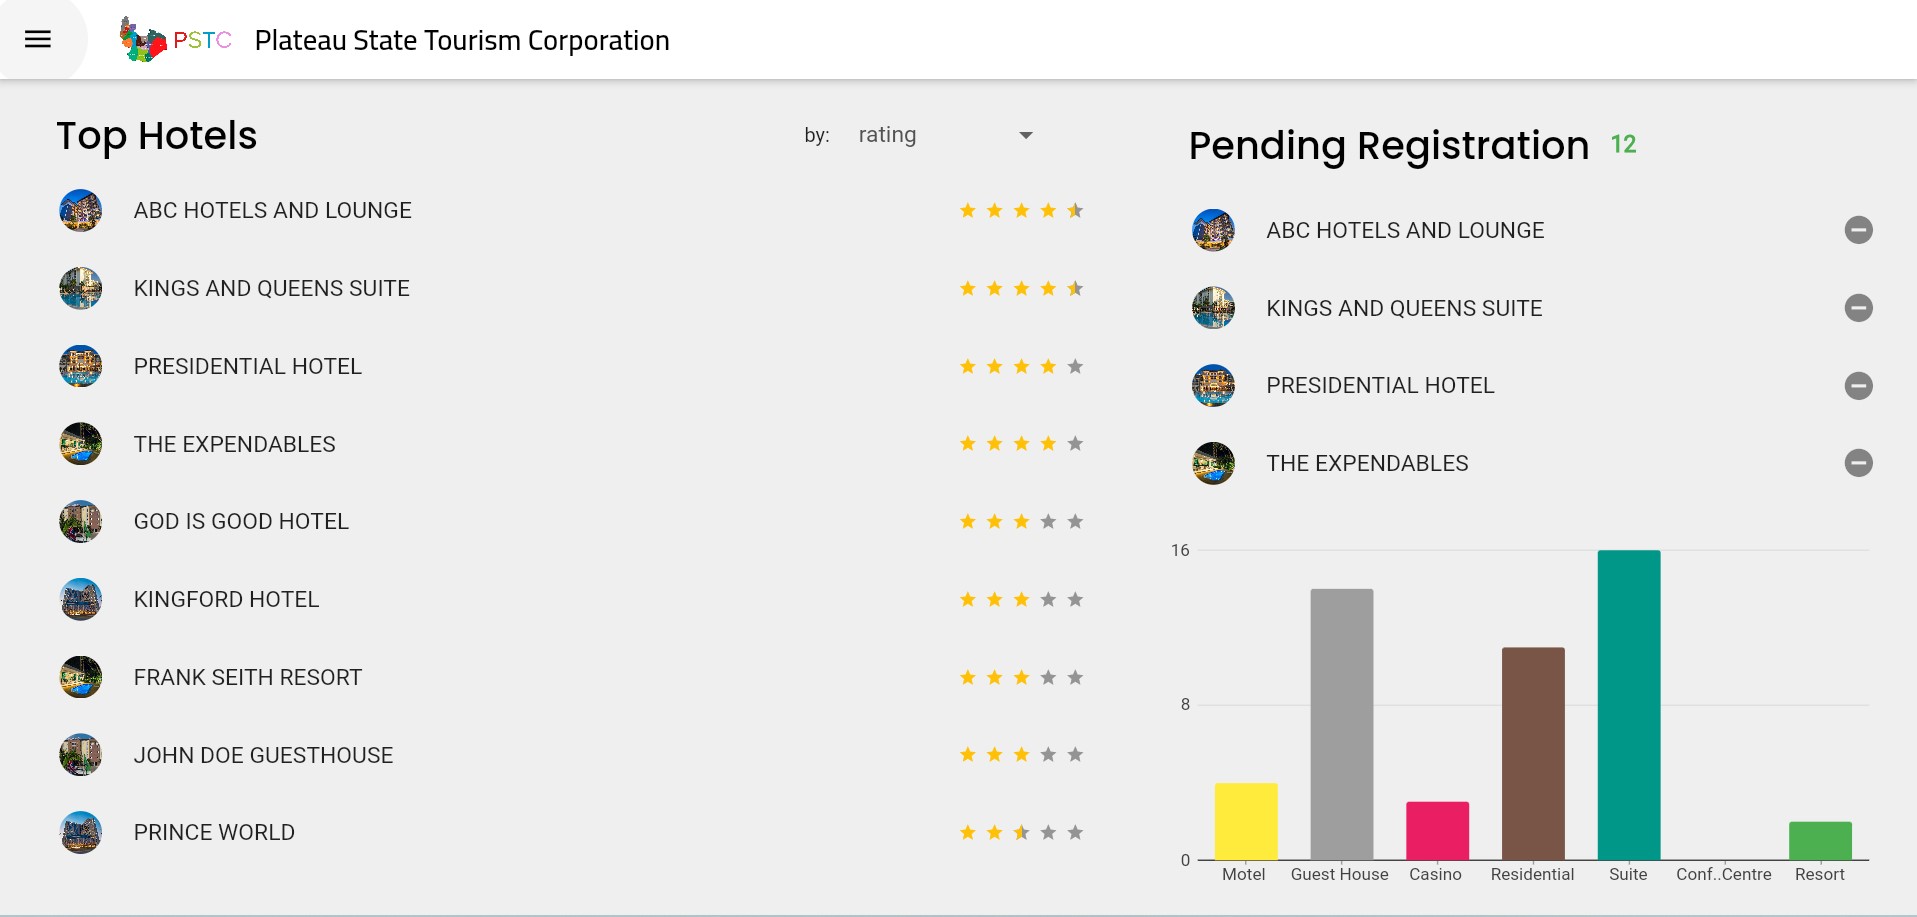 PSTC Plateau State Tourism Corporation
Top Hotels
by: rating
ABC HOTELS AND LOUNGE
KINGS AND QUEENS SUITE
PRESIDENTIAL HOTEL
THE EXPENDABLES
GOD IS GOOD HOTEL
KINGFORD HOTEL
FRANK SEITH RESORT
JOHN DOE GUESTHOUSE
PRINCE WORLD
Pending Registration 12
ABC HOTELS AND LOUNGE
KINGS AND QUEENS SUITE
PRESIDENTIAL HOTEL
THE EXPENDABLES
16
8
0
Motel Guest House Casino Residential Suite Conf..Centre Resort